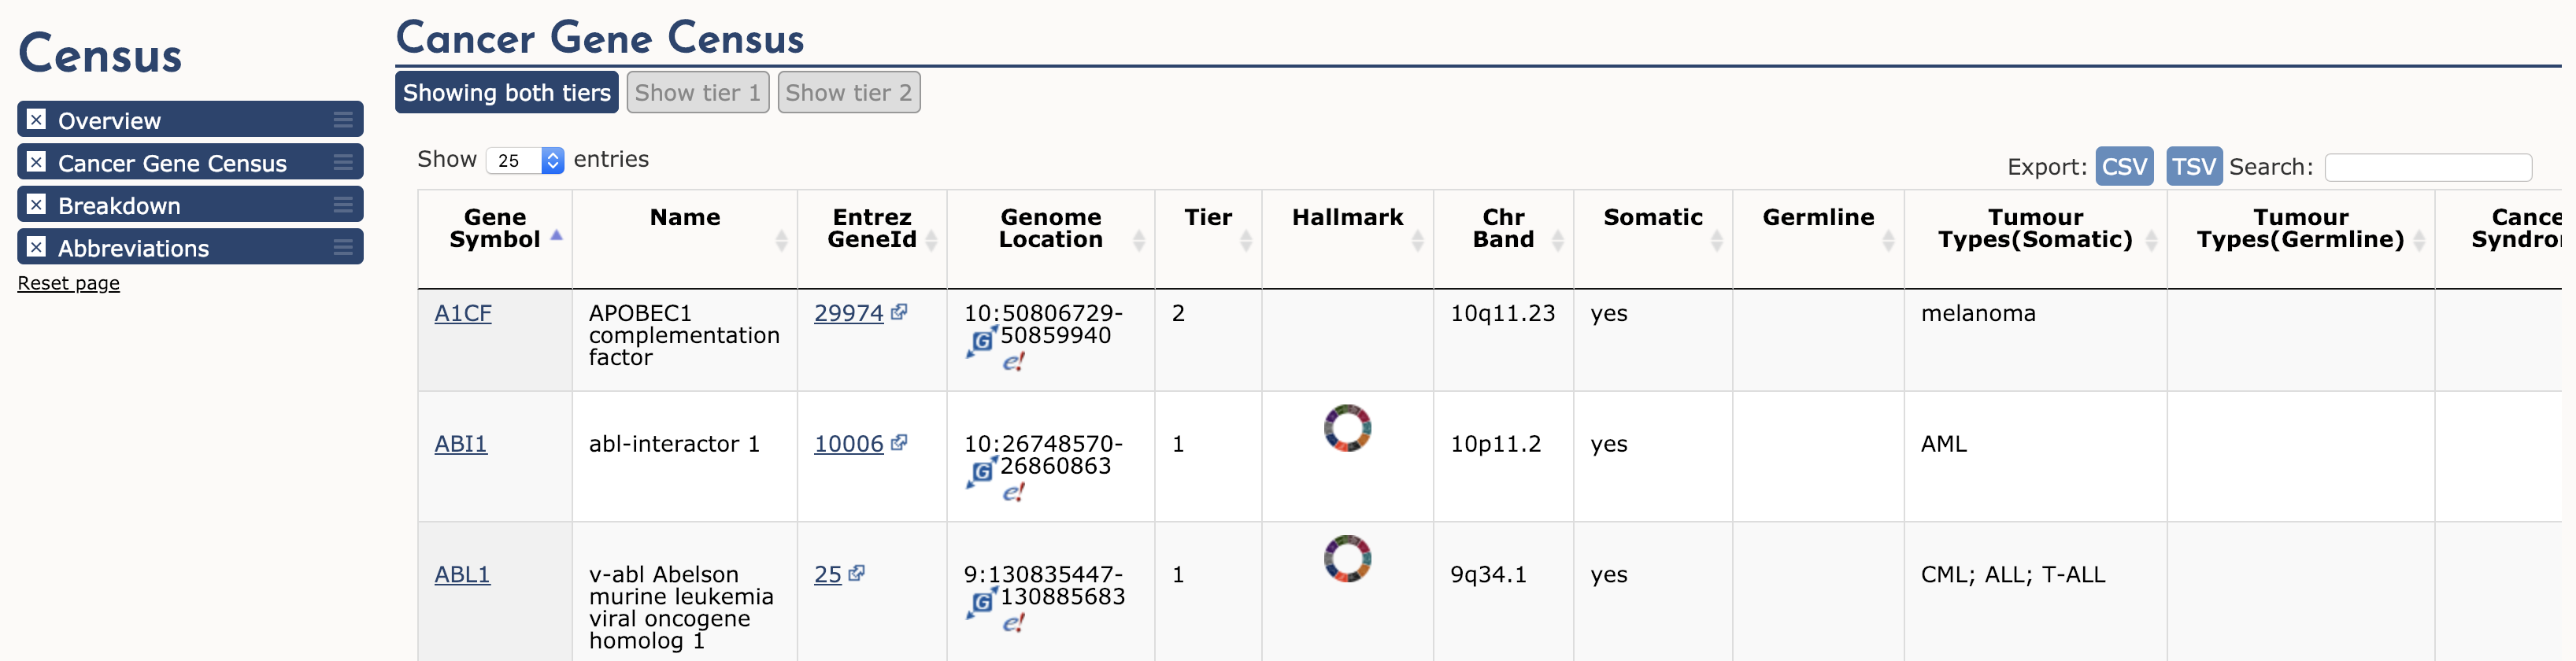 Census
Overview
Cancer Gene Census
Breakdown
Abbreviations
Reset page
Cancer Gene Census
Showing both tiers Show tier 1 Show tier 2
Show 25 entries
Export: CSV TSV Search:
Gene Symbol Name Entrez GeneId Genome Location Tier Hallmark Chr Band Somatic Germline Tumour Types(Somatic) Tumour Types(Germline)
A1CF APOBEC1 29974 10:50806729- 2 10q11.23 yes melanoma
complementation G 50859940
factor e!
ABI1 abl-interactor 1 10006 10:26748570- 1 10p11.2 yes AML
G 26860863
e!
ABL1 v-abl Abelson 25 9:130835447- 1 9q34.1 yes CML; ALL; T-ALL
murine leukemia G 130885683
viral oncogene e!
homolog 1